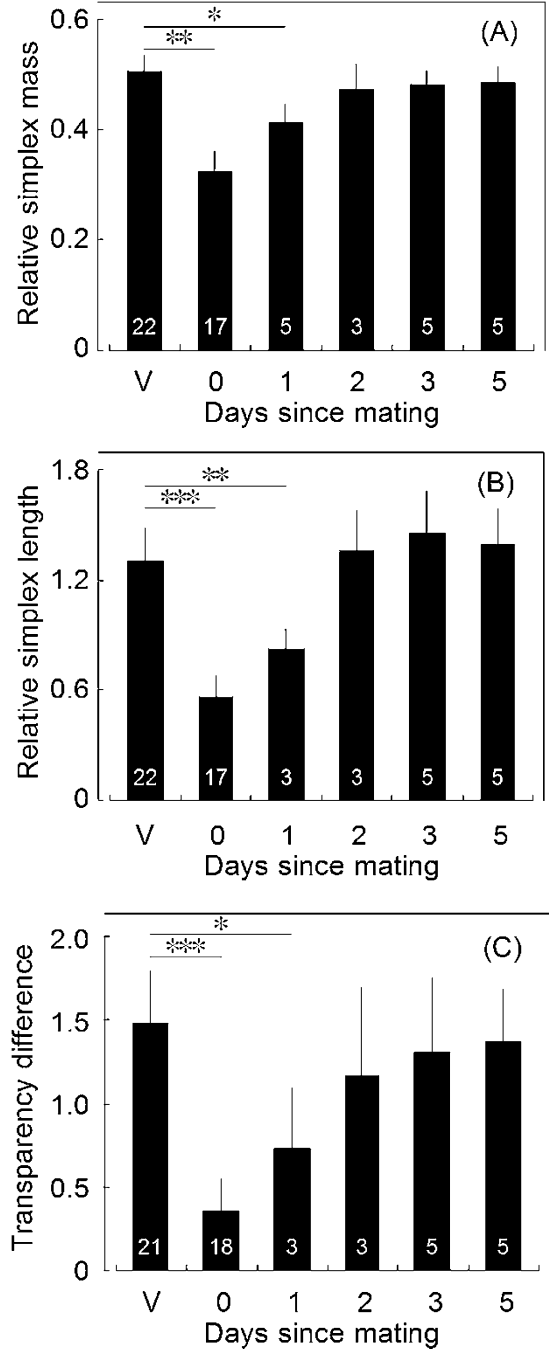 (A)
*
**
Relative simplex mass
0.6
0.4
0.2
0
22 17 5 3 5 5
V 0 1 2 3 5
Days since mating
(B)
**
***
Relative simplex length
1.8
1.2
0.6
0
22 17 3 3 5 5
V 0 1 2 3 5
Days since mating
(C)
*
***
Transparency difference
2.0
1.5
1.0
0.5
0
21 18 3 3 5 5
V 0 1 2 3 5
Days since mating